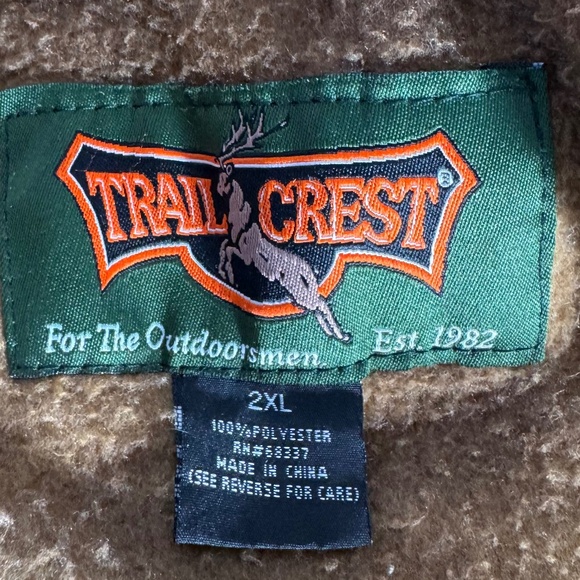 TRAIL CREST®
For The Outdoorsmen Est. 1982
2XL
100%POLYESTER
RN#68337
MADE IN CHINA
(SEE REVERSE FOR CARE)